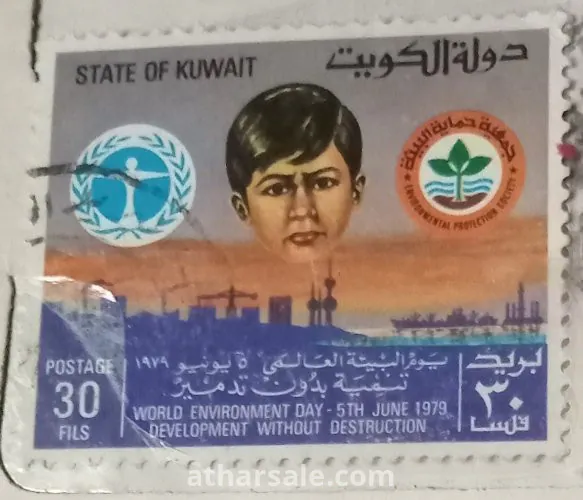 STATE OF KUWAIT
دولة الكويت
جمعية حماية البيئة
ENVIRONMENTAL PROTECTION SOCIETY
POSTAGE
30
FILS
يوم البيئة العالمي ٥ يونيو ١٩٧٩
تنمية بدون تدمير
WORLD ENVIRONMENT DAY - 5TH JUNE 1979
DEVELOPMENT WITHOUT DESTRUCTION
بريد
٣٠
فلسا
atharsale.com